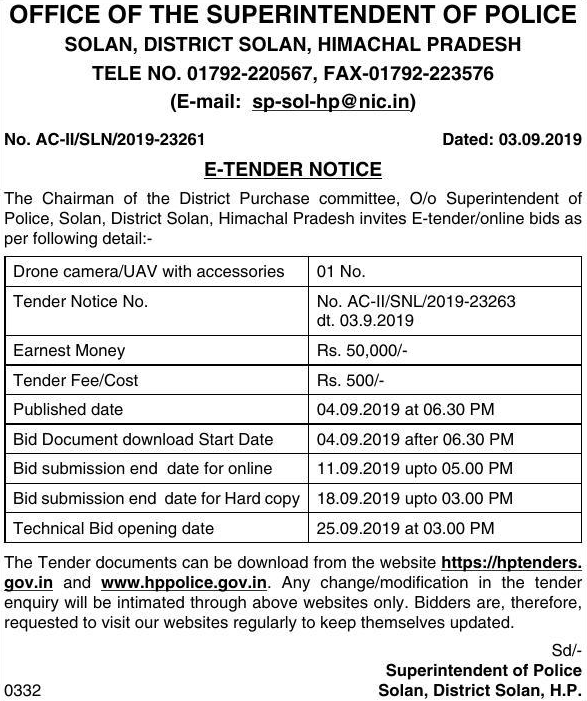 OFFICE OF THE SUPERINTENDENT OF POLICE
SOLAN, DISTRICT SOLAN, HIMACHAL PRADESH
TELE NO. 01792-220567, FAX-01792-223576
(E-mail: sp-sol-hp@nic.in)
No. AC-II/SLN/2019-23261 Dated: 03.09.2019
E-TENDER NOTICE
The Chairman of the District Purchase committee, O/o Superintendent of
Police, Solan, District Solan, Himachal Pradesh invites E-tender/online bids as
per following detail:-
Drone camera/UAV with accessories 01 No.
Tender Notice No. No. AC-II/SNL/2019-23263
dt. 03.9.2019
Earnest Money Rs. 50,000/-
Tender Fee/Cost Rs. 500/-
Published date 04.09.2019 at 06.30 PM
Bid Document download Start Date 04.09.2019 after 06.30 PM
Bid submission end date for online 11.09.2019 upto 05.00 PM
Bid submission end date for Hard copy 18.09.2019 upto 03.00 PM
Technical Bid opening date 25.09.2019 at 03.00 PM
The Tender documents can be download from the website https://hptenders.
gov.in and www.hppolice.gov.in. Any change/modification in the tender
enquiry will be intimated through above websites only. Bidders are, therefore,
requested to visit our websites regularly to keep themselves updated.
Sd/-
Superintendent of Police
0332 Solan, District Solan, H.P.